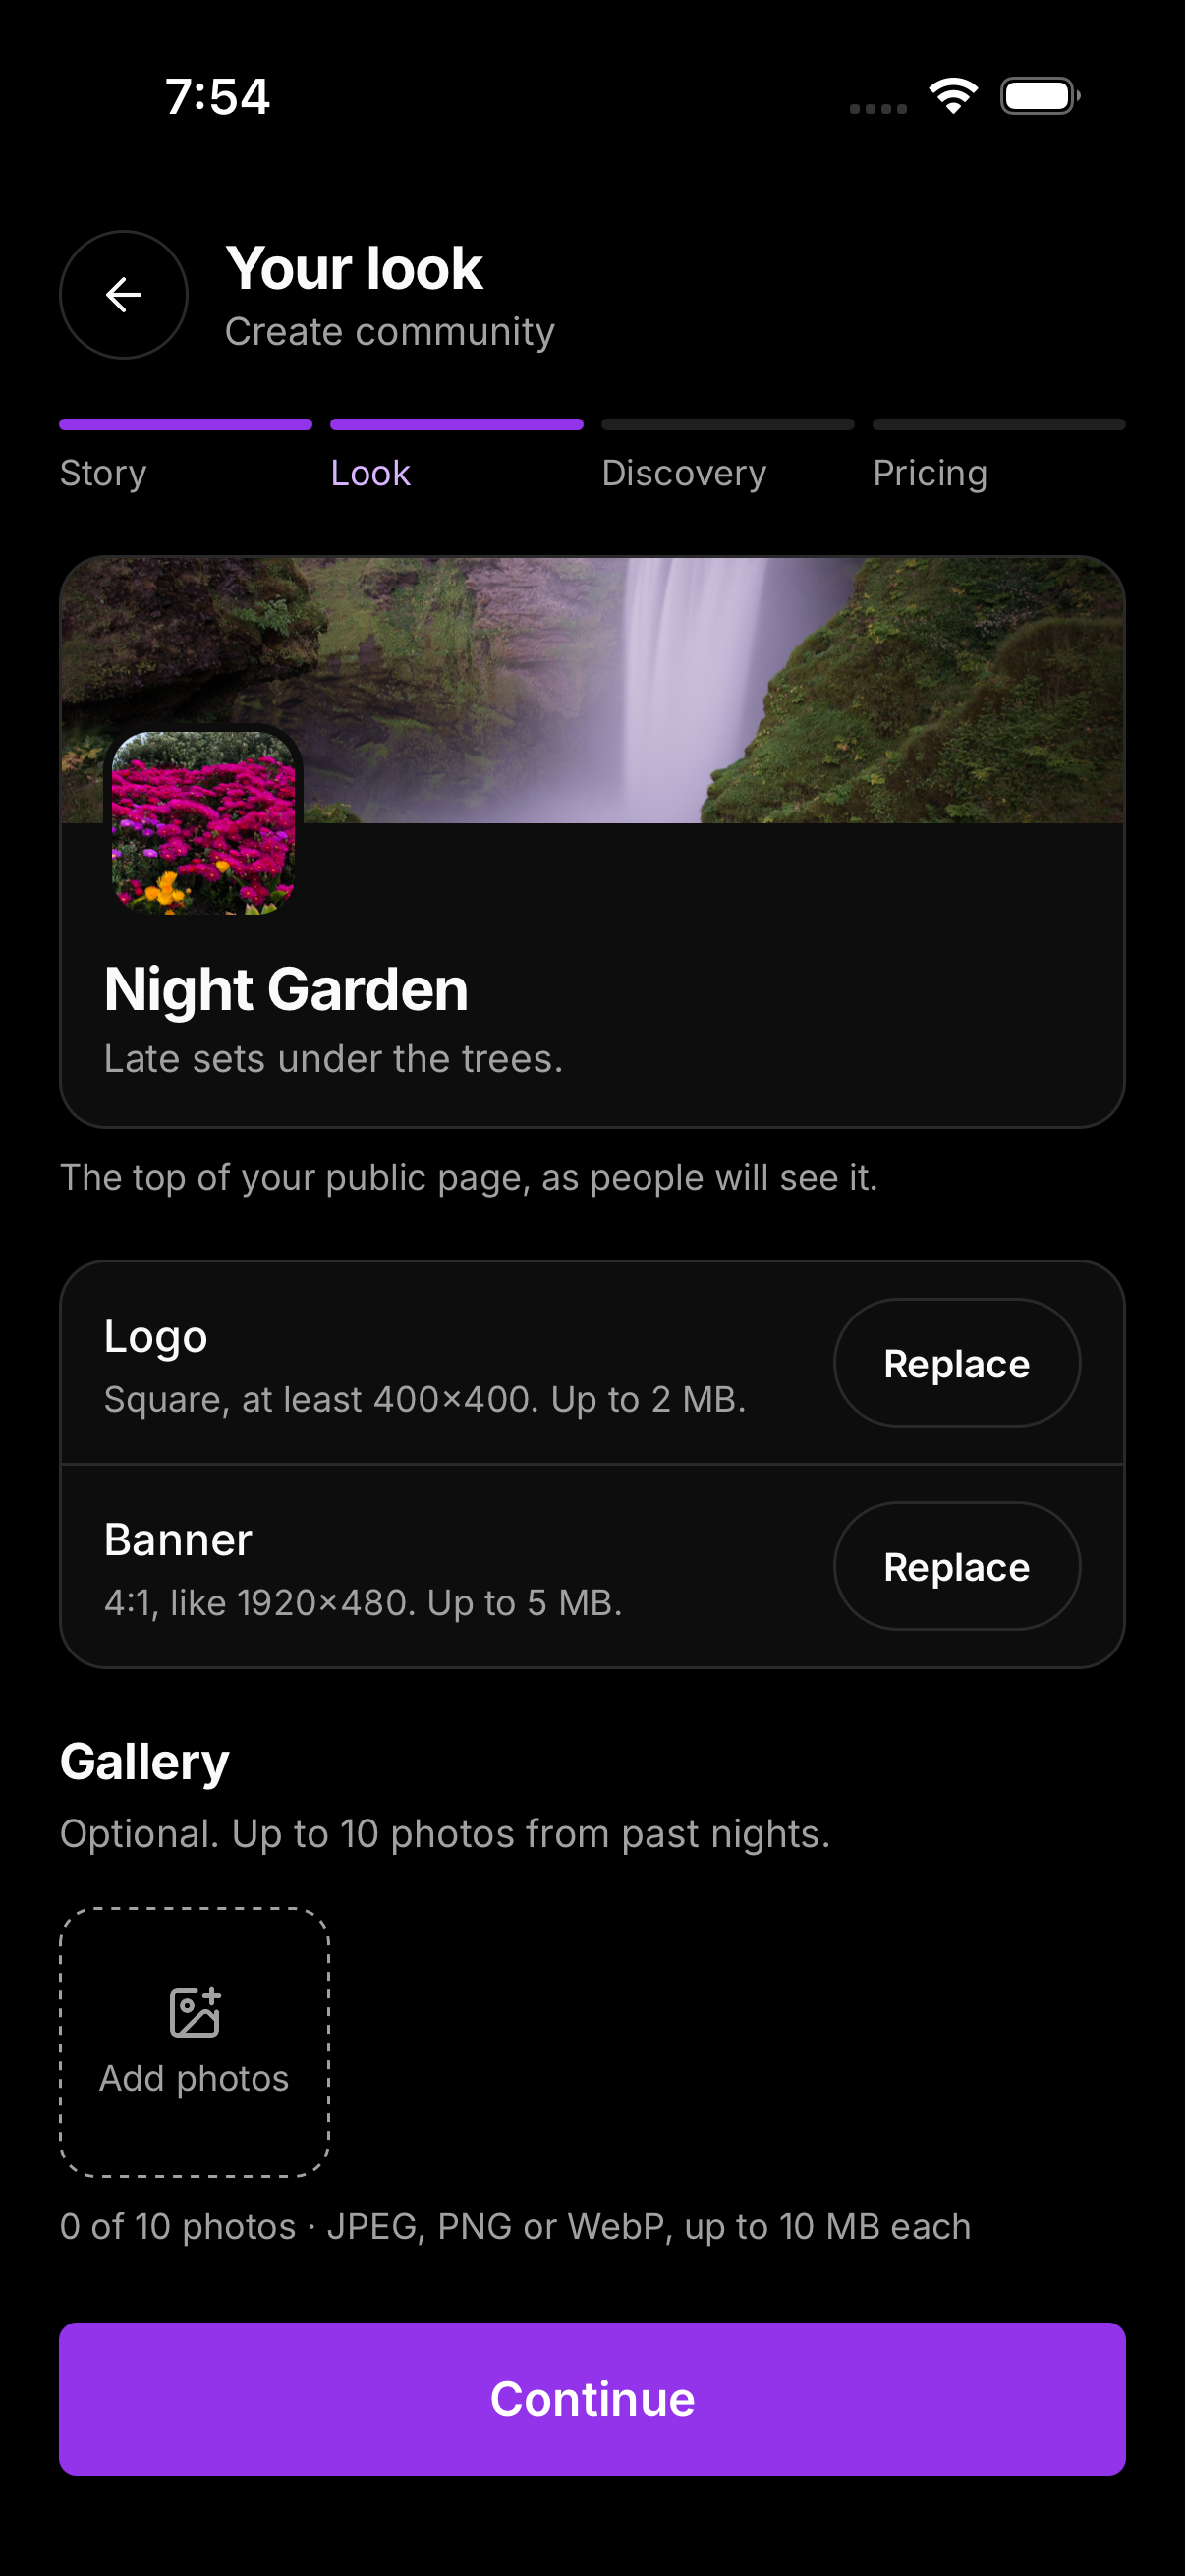 7:54
Your look
Create community
Story
Look
Discovery
Pricing
Night Garden
Late sets under the trees.
The top of your public page, as people will see it.
Logo
Square, at least 400×400. Up to 2 MB.
Replace
Banner
4:1, like 1920×480. Up to 5 MB.
Replace
Gallery
Optional. Up to 10 photos from past nights.
Add photos
0 of 10 photos · JPEG, PNG or WebP, up to 10 MB each
Continue